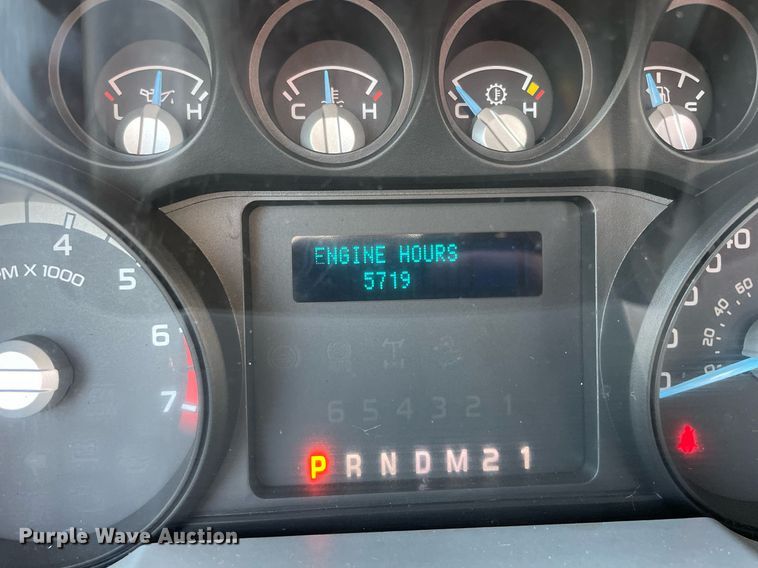 L H
C H
C
E F
4
5
PM X 1000
6
7
ENGINE HOURS
5719
6 5 4 3 2 1
P R N D M 2 1
40
60
40
20
Purple Wave Auction